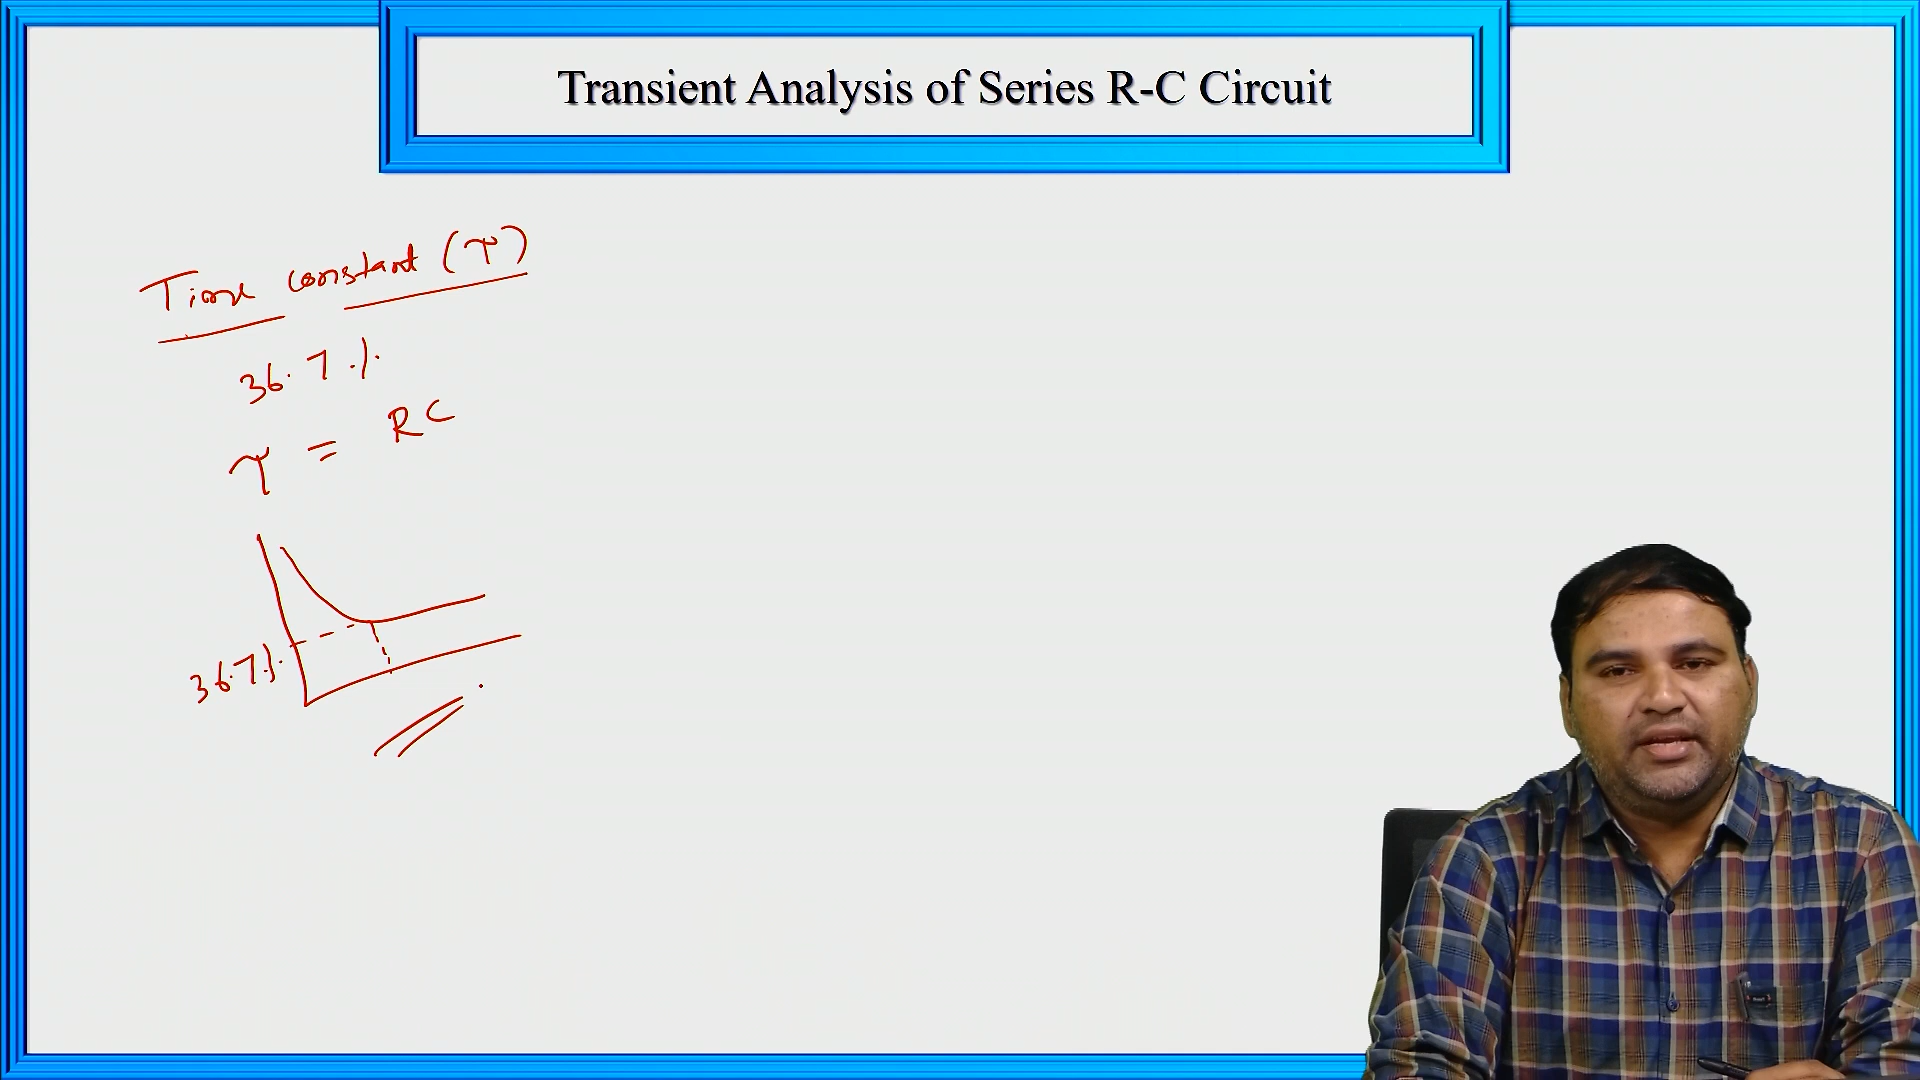 Transient Analysis of Series R-C Circuit
Time constant (τ)
36.7%
τ = RC
36.7%